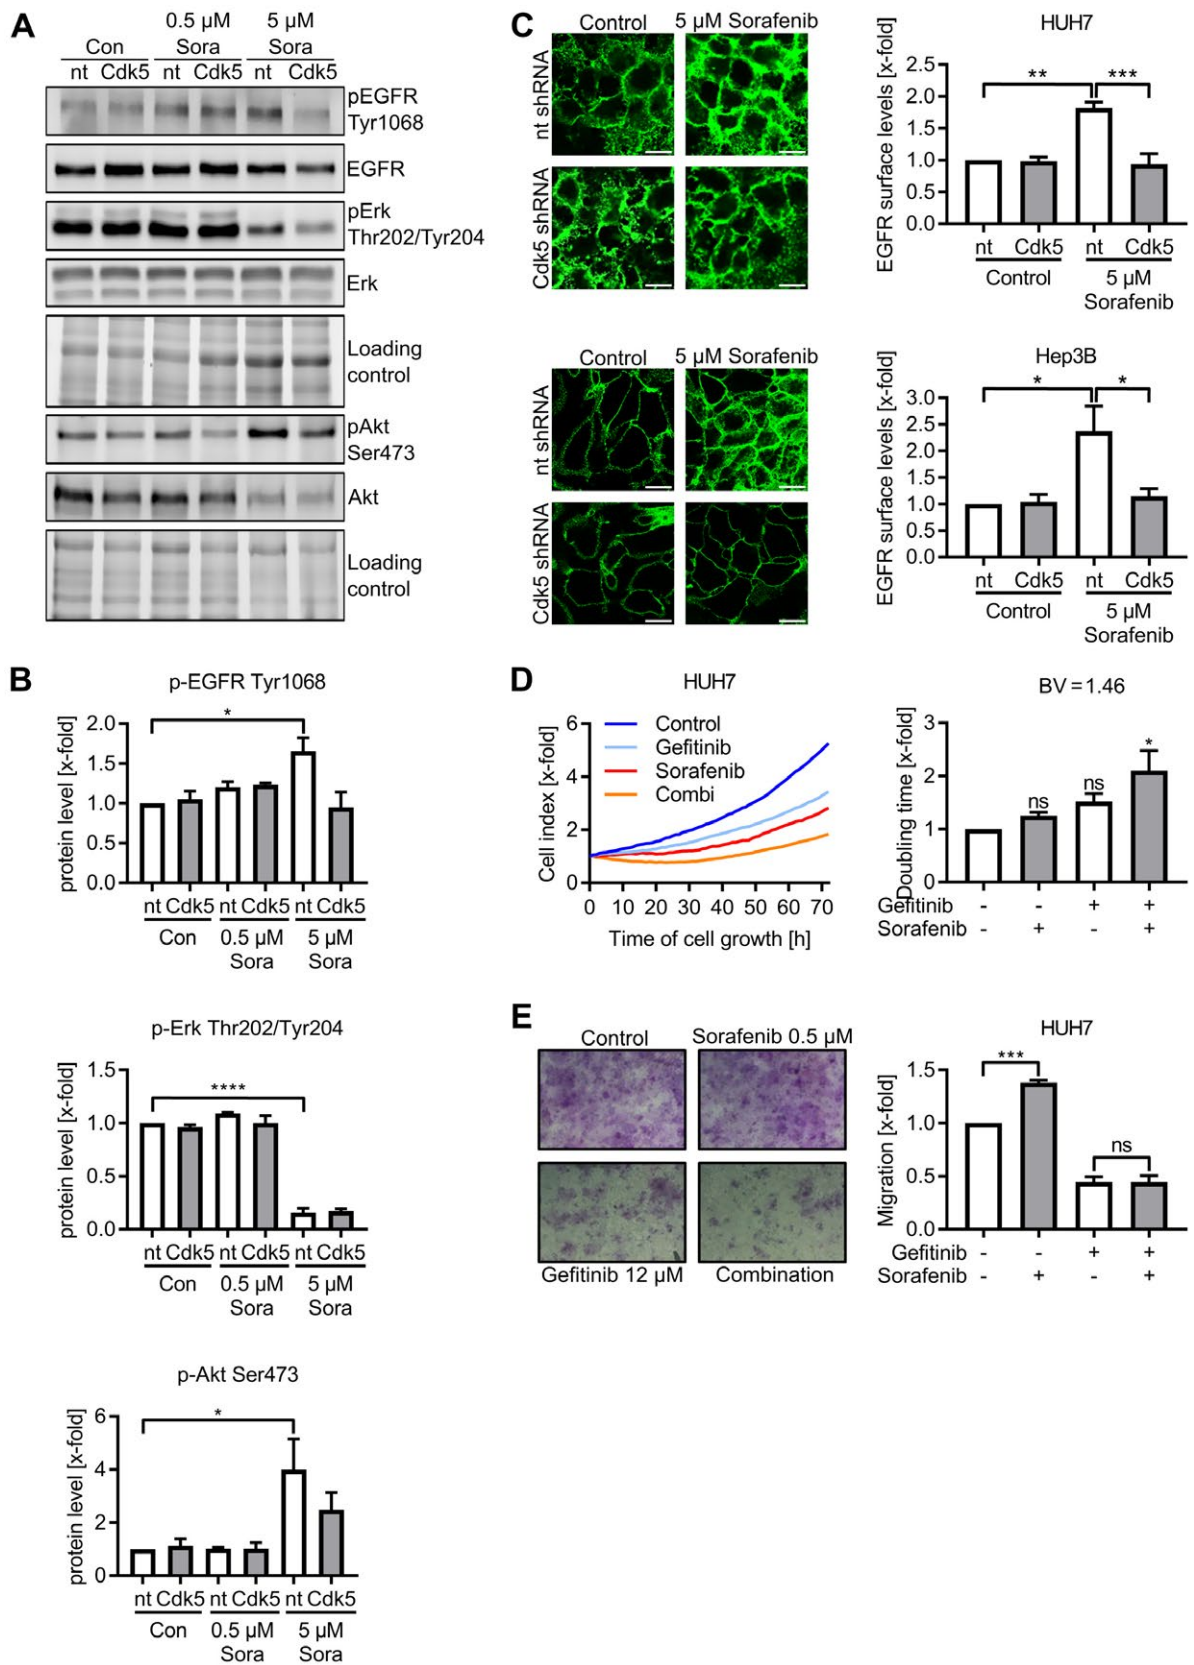 A
0.5 µM 5 µM
Con Sora Sora
nt Cdk5 nt Cdk5 nt Cdk5
pEGFR
Tyr1068
EGFR
pErk
Thr202/Tyr204
Erk
Loading
control
pAkt
Ser473
Akt
Loading
control
B
p-EGFR Tyr1068
protein level [x-fold]
2.0
1.5
1.0
0.5
0.0
*
nt Cdk5 nt Cdk5 nt Cdk5
Con 0.5 µM 5 µM
Sora Sora
p-Erk Thr202/Tyr204
protein level [x-fold]
1.5
1.0
0.5
0.0
****
nt Cdk5 nt Cdk5 nt Cdk5
Con 0.5 µM 5 µM
Sora Sora
p-Akt Ser473
protein level [x-fold]
6
4
2
0
*
nt Cdk5 nt Cdk5 nt Cdk5
Con 0.5 µM 5 µM
Sora Sora
C
Control 5 µM Sorafenib
nt shRNA
Cdk5 shRNA
HUH7
EGFR surface levels [x-fold]
2.5
2.0
1.5
1.0
0.5
0.0
** ***
nt Cdk5 nt Cdk5
Control 5 µM
Sorafenib
Control 5 µM Sorafenib
nt shRNA
Cdk5 shRNA
Hep3B
EGFR surface levels [x-fold]
3.0
2.5
2.0
1.5
1.0
0.5
0.0
* *
nt Cdk5 nt Cdk5
Control 5 µM
Sorafenib
D
HUH7
Cell index [x-fold]
6
4
2
0
Control
Gefitinib
Sorafenib
Combi
0 10 20 30 40 50 60 70
Time of cell growth [h]
BV = 1.46
Doubling time [x-fold]
3
2
1
0
ns ns *
Gefitinib - - + +
Sorafenib - + - +
E
Control Sorafenib 0.5 µM
Gefitinib 12 µM Combination
HUH7
Migration [x-fold]
1.5
1.0
0.5
0.0
*** ns
Gefitinib - - + +
Sorafenib - + - +